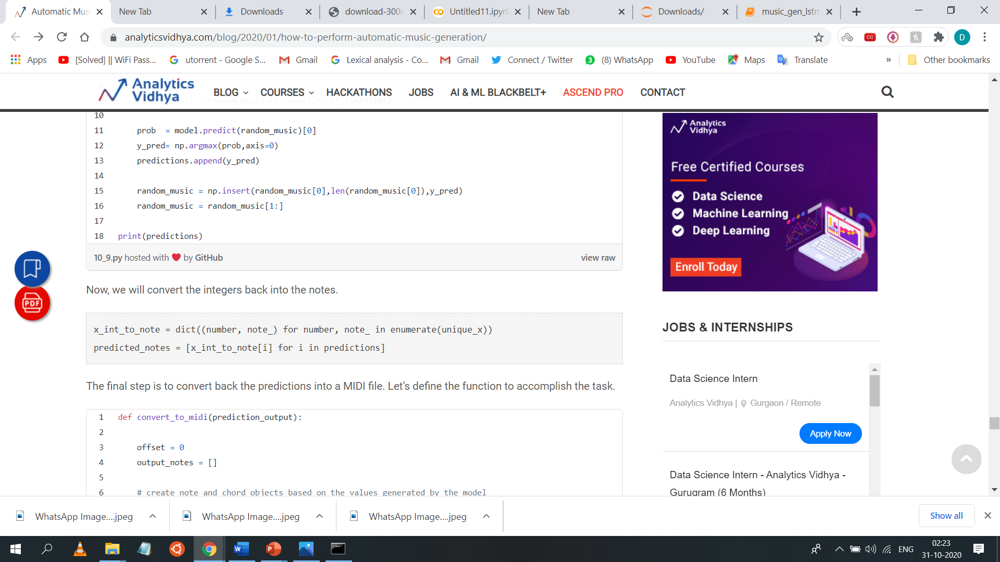 Automatic Mus
New Tab
Downloads
download-300x
Untitled11.ipyn
New Tab
Downloads/
music_gen_lstm
analyticsvidhya.com/blog/2020/01/how-to-perform-automatic-music-generation/
CC
D
Apps
[Solved] || WiFi Pass...
utorrent - Google S...
Gmail
Lexical analysis - Co...
Gmail
Connect / Twitter
3
(8) WhatsApp
YouTube
Maps
Translate
»
Other bookmarks
Analytics
Vidhya
BLOG
COURSES
HACKATHONS
JOBS
AI & ML BLACKBELT+
ASCEND PRO
CONTACT
10
11 prob  = model.predict(random_music)[0]
12 y_pred= np.argmax(prob,axis=0)
13 predictions.append(y_pred)
14
15 random_music = np.insert(random_music[0],len(random_music[0]),y_pred)
16 random_music = random_music[1:]
17
18 print(predictions)
10_9.py hosted with ❤ by GitHub
view raw
PDF
Now, we will convert the integers back into the notes.
x_int_to_note = dict((number, note_) for number, note_ in enumerate(unique_x))
predicted_notes = [x_int_to_note[i] for i in predictions]
The final step is to convert back the predictions into a MIDI file. Let’s define the function to accomplish the task.
1 def convert_to_midi(prediction_output):
2
3 offset = 0
4 output_notes = []
5
6 # create note and chord objects based on the values generated by the model
Analytics
Vidhya
Free Certified Courses
Data Science
Machine Learning
Deep Learning
Enroll Today
JOBS & INTERNSHIPS
Data Science Intern
Analytics Vidhya | Gurgaon / Remote
Apply Now
Data Science Intern - Analytics Vidhya -
Gurugram (6 Months)
WhatsApp Image....jpeg
WhatsApp Image....jpeg
WhatsApp Image....jpeg
Show all
ENG
02:23
31-10-2020